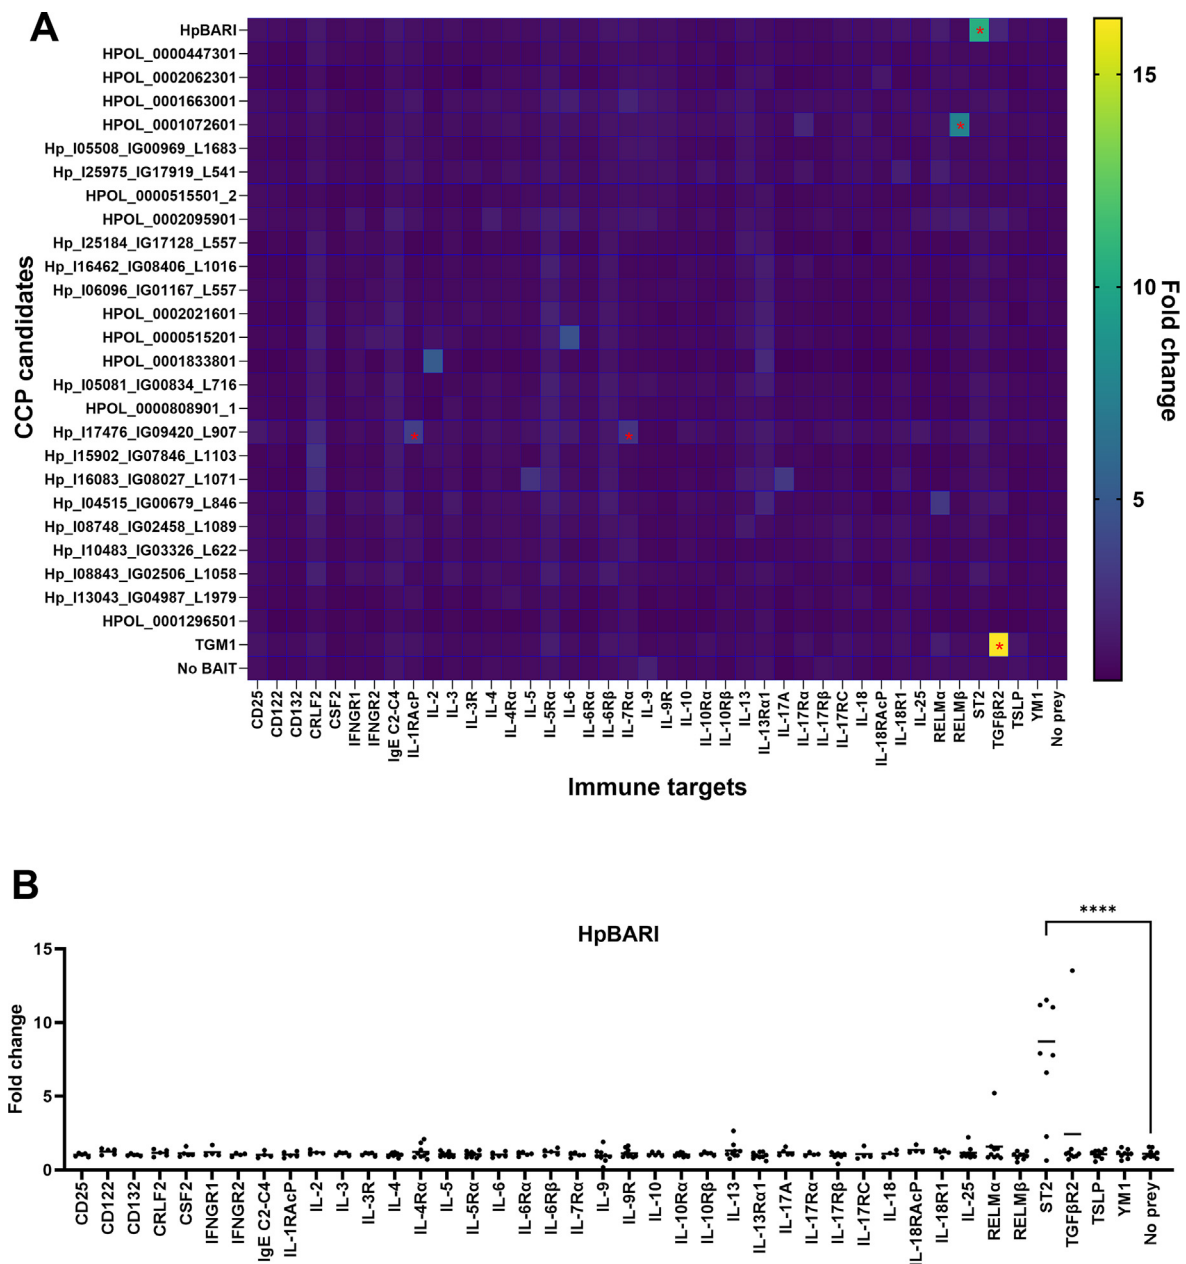 A
HpBARI
HPOL_0000447301
HPOL_0002062301
HPOL_0001663001
HPOL_0001072601
Hp_I05508_IG00969_L1683
Hp_I25975_IG17919_L541
HPOL_0000515501_2
HPOL_0002095901
Hp_I25184_IG17128_L557
Hp_I16462_IG08406_L1016
Hp_I06096_IG01167_L557
HPOL_0002021601
HPOL_0000515201
HPOL_0001833801
Hp_I05081_IG00834_L716
HPOL_0000808901_1
Hp_I17476_IG09420_L907
Hp_I15902_IG07846_L1103
Hp_I16083_IG08027_L1071
Hp_I04515_IG00679_L846
Hp_I08748_IG02458_L1089
Hp_I10483_IG03326_L622
Hp_I08843_IG02506_L1058
Hp_I13043_IG04987_L1979
HPOL_0001296501
TGM1
No BAIT
CCP candidates
*
*
* *
*
15
10
5
Fold change
CD25
CD122
CD132
CRLF2
CSF2
IFNGR1
IFNGR2
IgE C2-C4
IL-1RAcP
IL-2
IL-3
IL-3R
IL-4
IL-4Rα
IL-5
IL-5Rα
IL-6
IL-6Rα
IL-6Rβ
IL-7Rα
IL-9
IL-9R
IL-10
IL-10Rα
IL-10Rβ
IL-13
IL-13Rα1
IL-17A
IL-17Rα
IL-17Rβ
IL-17RC
IL-18
IL-18RAcP
IL-18R1
IL-25
RELMα
RELMβ
ST2
TGFβR2
TSLP
YM1
No prey
Immune targets
B
HpBARI
****
Fold change
15
10
5
0
CD25
CD122
CD132
CRLF2
CSF2
IFNGR1
IFNGR2
IgE C2-C4
IL-1RAcP
IL-2
IL-3
IL-3R
IL-4
IL-4Rα
IL-5
IL-5Rα
IL-6
IL-6Rα
IL-6Rβ
IL-7Rα
IL-9
IL-9R
IL-10
IL-10Rα
IL-10Rβ
IL-13
IL-13Rα1
IL-17A
IL-17Rα
IL-17Rβ
IL-17RC
IL-18
IL-18RAcP
IL-18R1
IL-25
RELMα
RELMβ
ST2
TGFβR2
TSLP
YM1
No prey